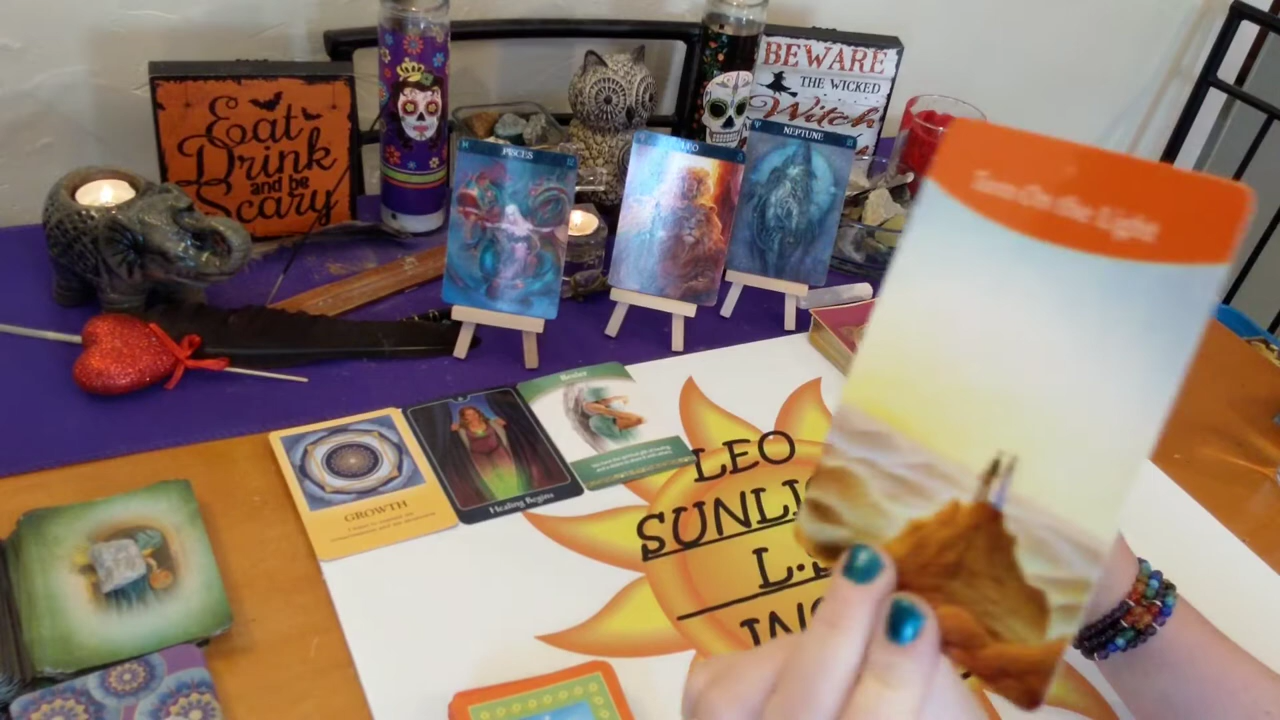 Eat
Drink
and be
Scary
BEWARE
THE WICKED
Witch
PISCES
LEO
NEPTUNE
Turn On the Light
GROWTH
Healing Begins
Healer
LEO
SUNLI
L.